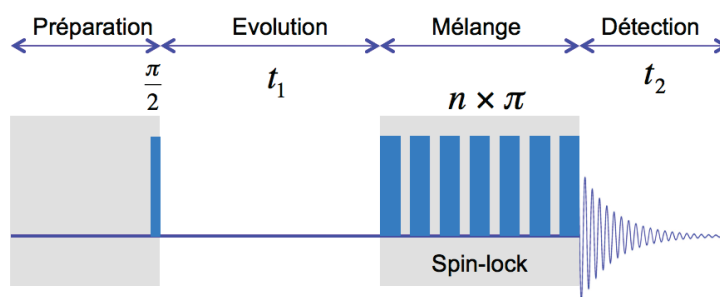 Préparation Evolution Mélange Détection
π/2 t₁ n × π t₂
Spin-lock